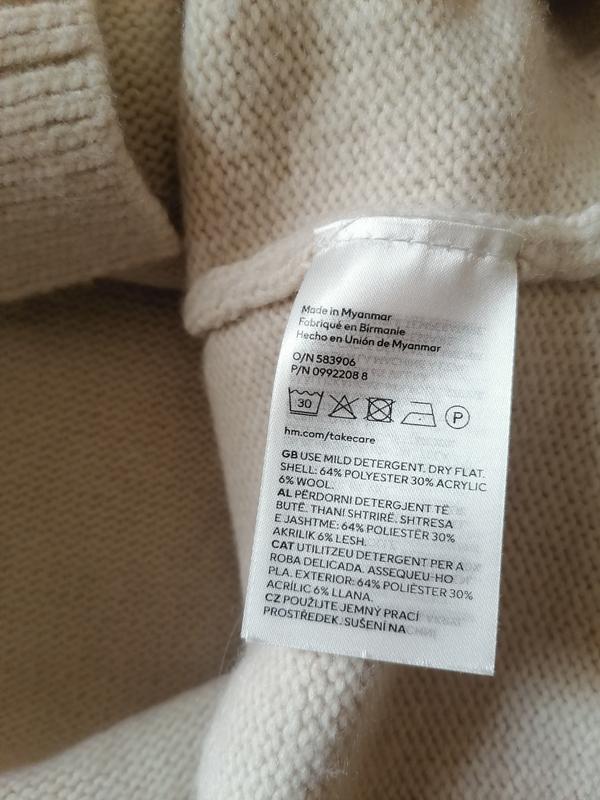 Made in Myanmar
Fabriqué en Birmanie
Hecho en Unión de Myanmar
O/N 583906
P/N 0992208 8
30
P
hm.com/takecare
GB USE MILD DETERGENT. DRY FLAT.
SHELL: 64% POLYESTER 30% ACRYLIC
6% WOOL.
AL PËRDORNI DETERGJENT TË
BUTË. THANI SHTRIRË. SHTRESA
E JASHTME: 64% POLIESTËR 30%
AKRILIK 6% LESH.
CAT UTILITZEU DETERGENT PER A
ROBA DELICADA. ASSEQUEU-HO
PLA. EXTERIOR: 64% POLIÈSTER 30%
ACRÍLIC 6% LLANA.
CZ POUŽIJTE JEMNÝ PRACÍ
PROSTŘEDEK. SUŠENÍ NA